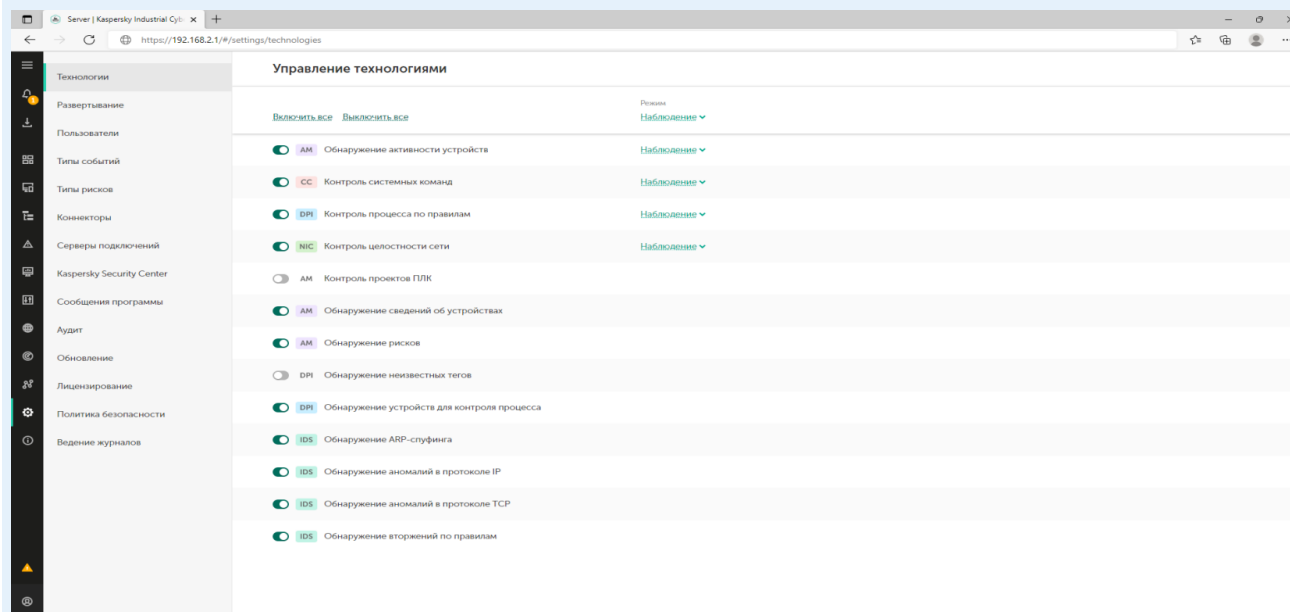 Server | Kaspersky Industrial Cyb
https://192.168.2.1/#/settings/technologies
Технологии
Развертывание
Пользователи
Типы событий
Типы рисков
Коннекторы
Серверы подключений
Kaspersky Security Center
Сообщения программы
Аудит
Обновление
Лицензирование
Политика безопасности
Ведение журналов
Управление технологиями
Режим
Включить все Выключить все Наблюдение
AM Обнаружение активности устройств Наблюдение
CC Контроль системных команд Наблюдение
DPI Контроль процесса по правилам Наблюдение
NIC Контроль целостности сети Наблюдение
AM Контроль проектов ПЛК
AM Обнаружение сведений об устройствах
AM Обнаружение рисков
DPI Обнаружение неизвестных тегов
DPI Обнаружение устройств для контроля процесса
IDS Обнаружение ARP-спуфинга
IDS Обнаружение аномалий в протоколе IP
IDS Обнаружение аномалий в протоколе TCP
IDS Обнаружение вторжений по правилам